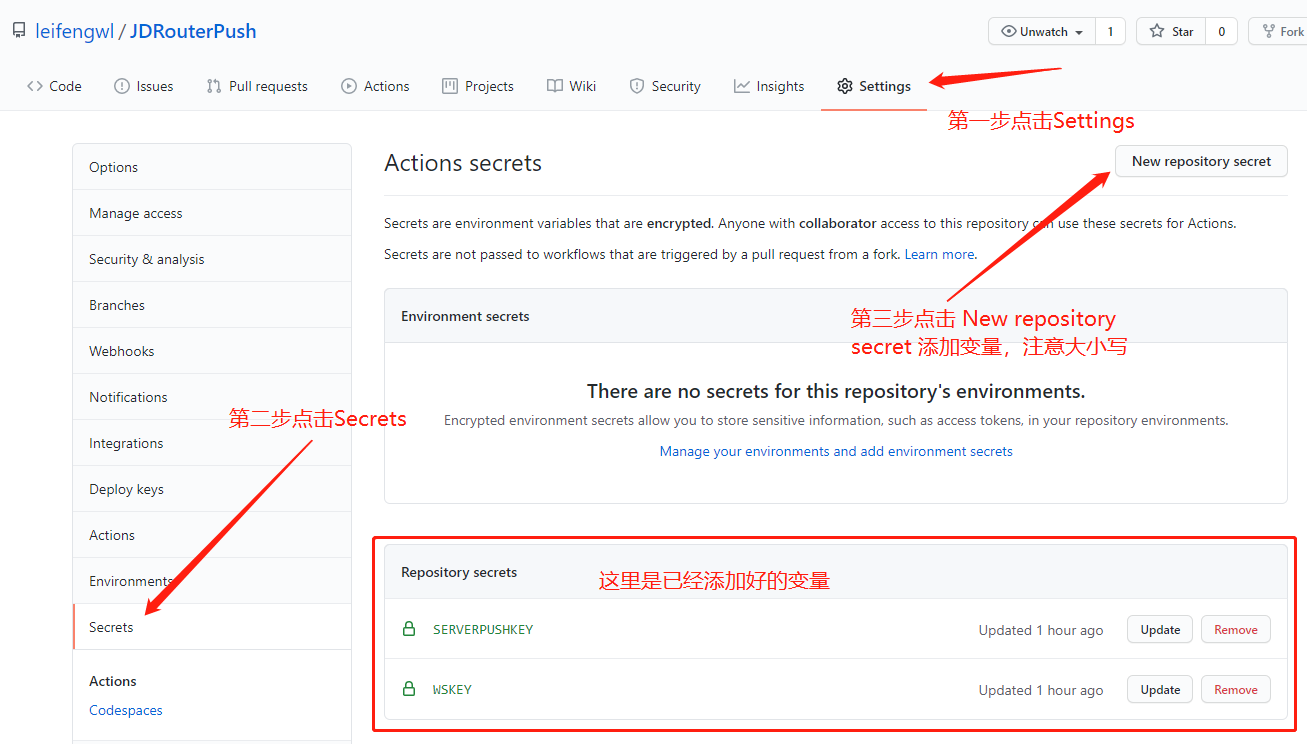 leifengwl / JDRouterPush
Unwatch 1 Star 0 Fork
Code Issues Pull requests Actions Projects Wiki Security Insights Settings
第一步点击Settings
Options
Manage access
Security & analysis
Branches
Webhooks
Notifications
Integrations
Deploy keys
Actions
Environments
Secrets
Actions
Codespaces
第二步点击Secrets
Actions secrets
New repository secret
Secrets are environment variables that are encrypted. Anyone with collaborator access to this repository can use these secrets for Actions.
Secrets are not passed to workflows that are triggered by a pull request from a fork. Learn more.
Environment secrets
第三步点击 New repository
secret 添加变量，注意大小写
There are no secrets for this repository's environments.
Encrypted environment secrets allow you to store sensitive information, such as access tokens, in your repository environments.
Manage your environments and add environment secrets
Repository secrets
这里是已经添加好的变量
SERVERPUSHKEY Updated 1 hour ago Update Remove
WSKEY Updated 1 hour ago Update Remove